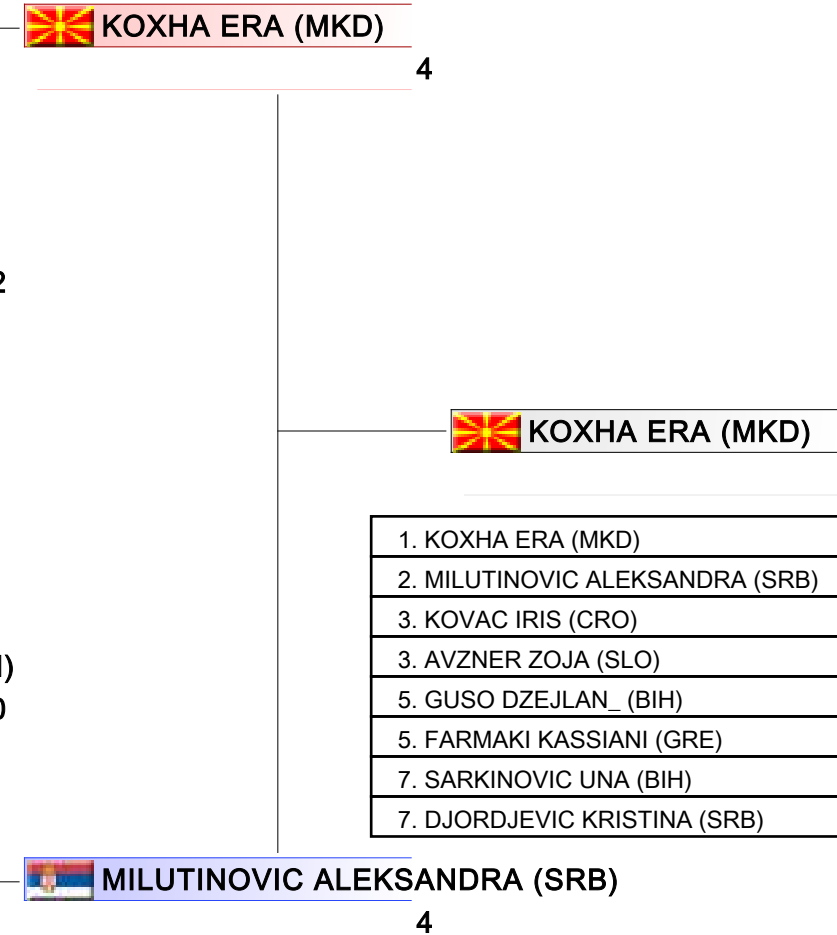 KOXHA ERA (MKD)
4
2
KOXHA ERA (MKD)
1. KOXHA ERA (MKD)
2. MILUTINOVIC ALEKSANDRA (SRB)
3. KOVAC IRIS (CRO)
3. AVZNER ZOJA (SLO)
5. GUSO DZEJLAN_ (BIH)
5. FARMAKI KASSIANI (GRE)
7. SARKINOVIC UNA (BIH)
7. DJORDJEVIC KRISTINA (SRB)
MILUTINOVIC ALEKSANDRA (SRB)
4